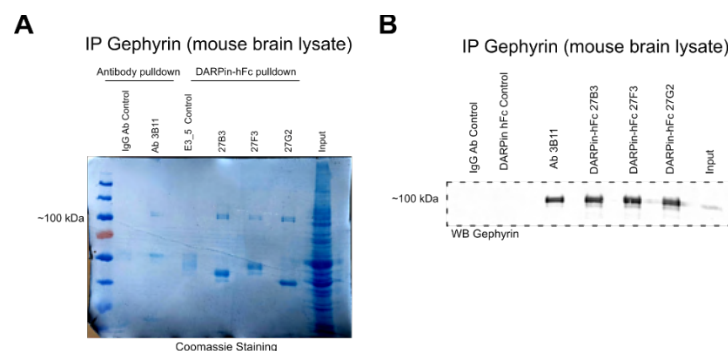 A
IP Gephyrin (mouse brain lysate)
Antibody pulldown
DARPin-hFc pulldown
IgG Ab Control
Ab 3B11
E3_5 Control
27B3
27F3
27G2
Input
~100 kDa
Coomassie Staining
B
IP Gephyrin (mouse brain lysate)
IgG Ab Control
DARPin hFc Control
Ab 3B11
DARPin-hFc 27B3
DARPin-hFc 27F3
DARPin-hFc 27G2
Input
~100 kDa
WB Gephyrin